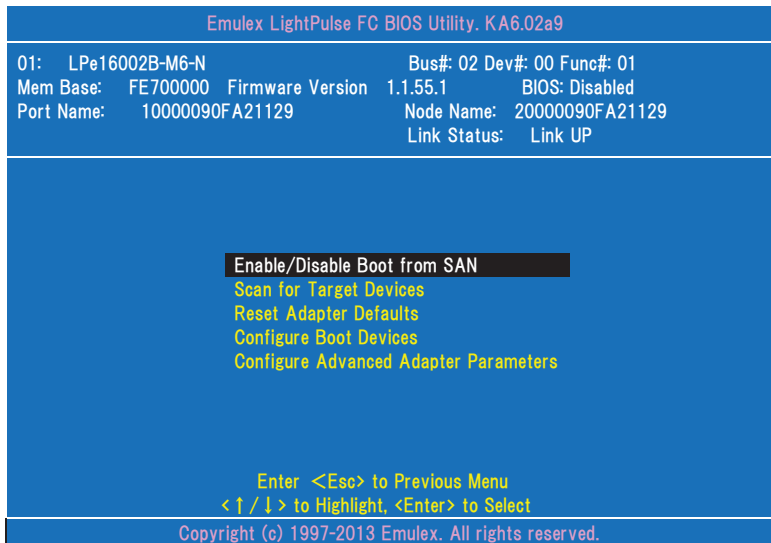 Emulex LightPulse FC BIOS Utility. KA6.02a9
01: LPe16002B-M6-N Bus#: 02 Dev#: 00 Func#: 01
Mem Base: FE700000 Firmware Version 1.1.55.1 BIOS: Disabled
Port Name: 10000090FA21129 Node Name: 20000090FA21129
Link Status: Link UP
Enable/Disable Boot from SAN
Scan for Target Devices
Reset Adapter Defaults
Configure Boot Devices
Configure Advanced Adapter Parameters
Enter <Esc> to Previous Menu
<↑/↓> to Highlight, <Enter> to Select
Copyright (c) 1997-2013 Emulex. All rights reserved.